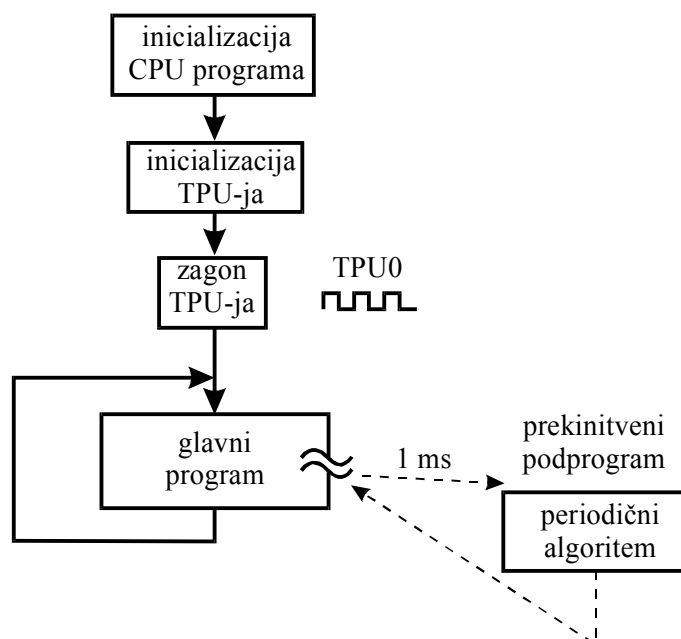 inicializacija
CPU programa
inicializacija
TPU-ja
zagon
TPU-ja
TPU0
glavni
program
1 ms
prekinitveni
podprogram
periodični
algoritem